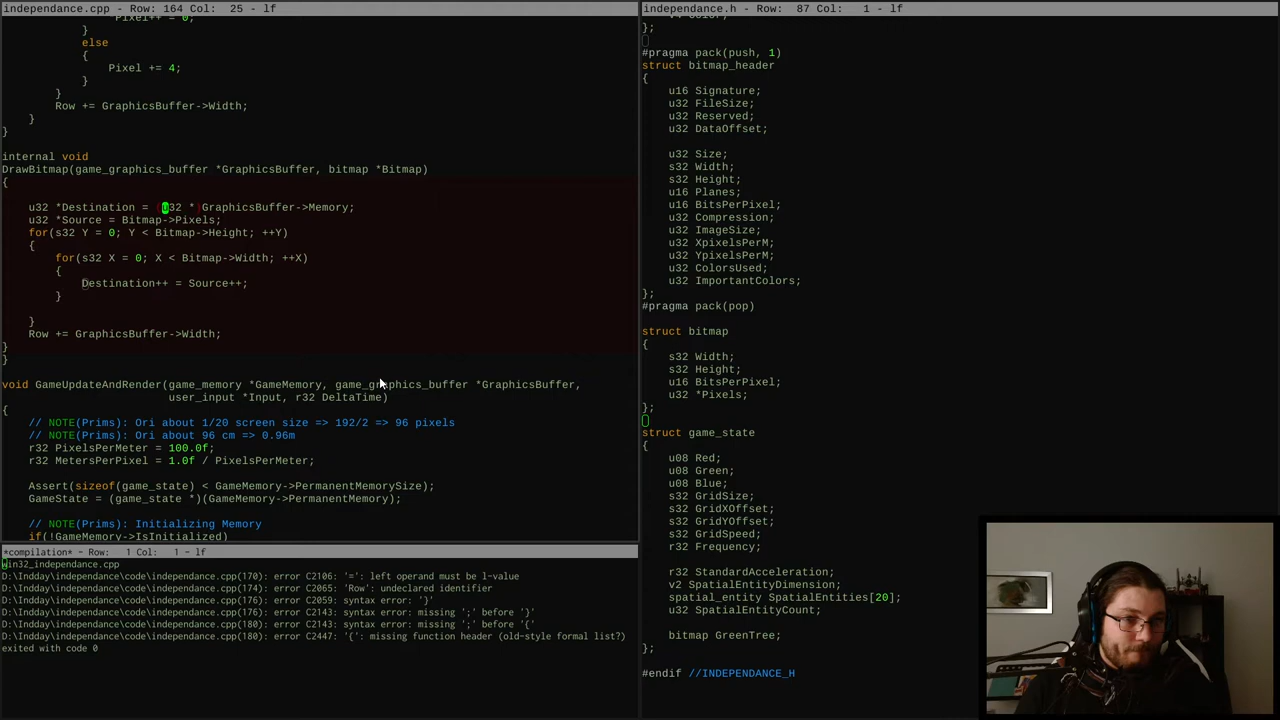 independance.cpp - Row: 164 Col:  25 - lf
Pixel++ = 0;
}
else
{
Pixel += 4;
}
}
Row += GraphicsBuffer->Width;
}
}
internal void
DrawBitmap(game_graphics_buffer *GraphicsBuffer, bitmap *Bitmap)
{
u32 *Destination = (u32 *)GraphicsBuffer->Memory;
u32 *Source = Bitmap->Pixels;
for(s32 Y = 0; Y < Bitmap->Height; ++Y)
{
for(s32 X = 0; X < Bitmap->Width; ++X)
{
Destination++ = Source++;
}
}
Row += GraphicsBuffer->Width;
}
}
void GameUpdateAndRender(game_memory *GameMemory, game_graphics_buffer *GraphicsBuffer,
user_input *Input, r32 DeltaTime)
{
// NOTE(Prims): Ori about 1/20 screen size => 192/2 => 96 pixels
// NOTE(Prims): Ori about 96 cm => 0.96m
r32 PixelsPerMeter = 100.0f;
r32 MetersPerPixel = 1.0f / PixelsPerMeter;
Assert(sizeof(game_state) < GameMemory->PermanentMemorySize);
GameState = (game_state *)(GameMemory->PermanentMemory);
// NOTE(Prims): Initializing Memory
if(!GameMemory->IsInitialized)
*compilation* - Row:   1 Col:   1 - lf
win32_independance.cpp
D:\Indday\independance\code\independance.cpp(170): error C2106: '=': left operand must be l-value
D:\Indday\independance\code\independance.cpp(174): error C2065: 'Row': undeclared identifier
D:\Indday\independance\code\independance.cpp(176): error C2059: syntax error: '}'
D:\Indday\independance\code\independance.cpp(176): error C2143: syntax error: missing ';' before '}'
D:\Indday\independance\code\independance.cpp(180): error C2143: syntax error: missing ';' before '{'
D:\Indday\independance\code\independance.cpp(180): error C2447: '{': missing function header (old-style formal list?)
exited with code 0
independance.h - Row:  87 Col:   1 - lf
};
#pragma pack(push, 1)
struct bitmap_header
{
u16 Signature;
u32 FileSize;
u32 Reserved;
u32 DataOffset;
u32 Size;
s32 Width;
s32 Height;
u16 Planes;
u16 BitsPerPixel;
u32 Compression;
u32 ImageSize;
u32 XpixelsPerM;
u32 YpixelsPerM;
u32 ColorsUsed;
u32 ImportantColors;
};
#pragma pack(pop)
struct bitmap
{
s32 Width;
s32 Height;
u16 BitsPerPixel;
u32 *Pixels;
};
struct game_state
{
u08 Red;
u08 Green;
u08 Blue;
s32 GridSize;
s32 GridXOffset;
s32 GridYOffset;
s32 GridSpeed;
r32 Frequency;
r32 StandardAcceleration;
v2 SpatialEntityDimension;
spatial_entity SpatialEntities[20];
u32 SpatialEntityCount;
bitmap GreenTree;
};
#endif //INDEPENDANCE_H